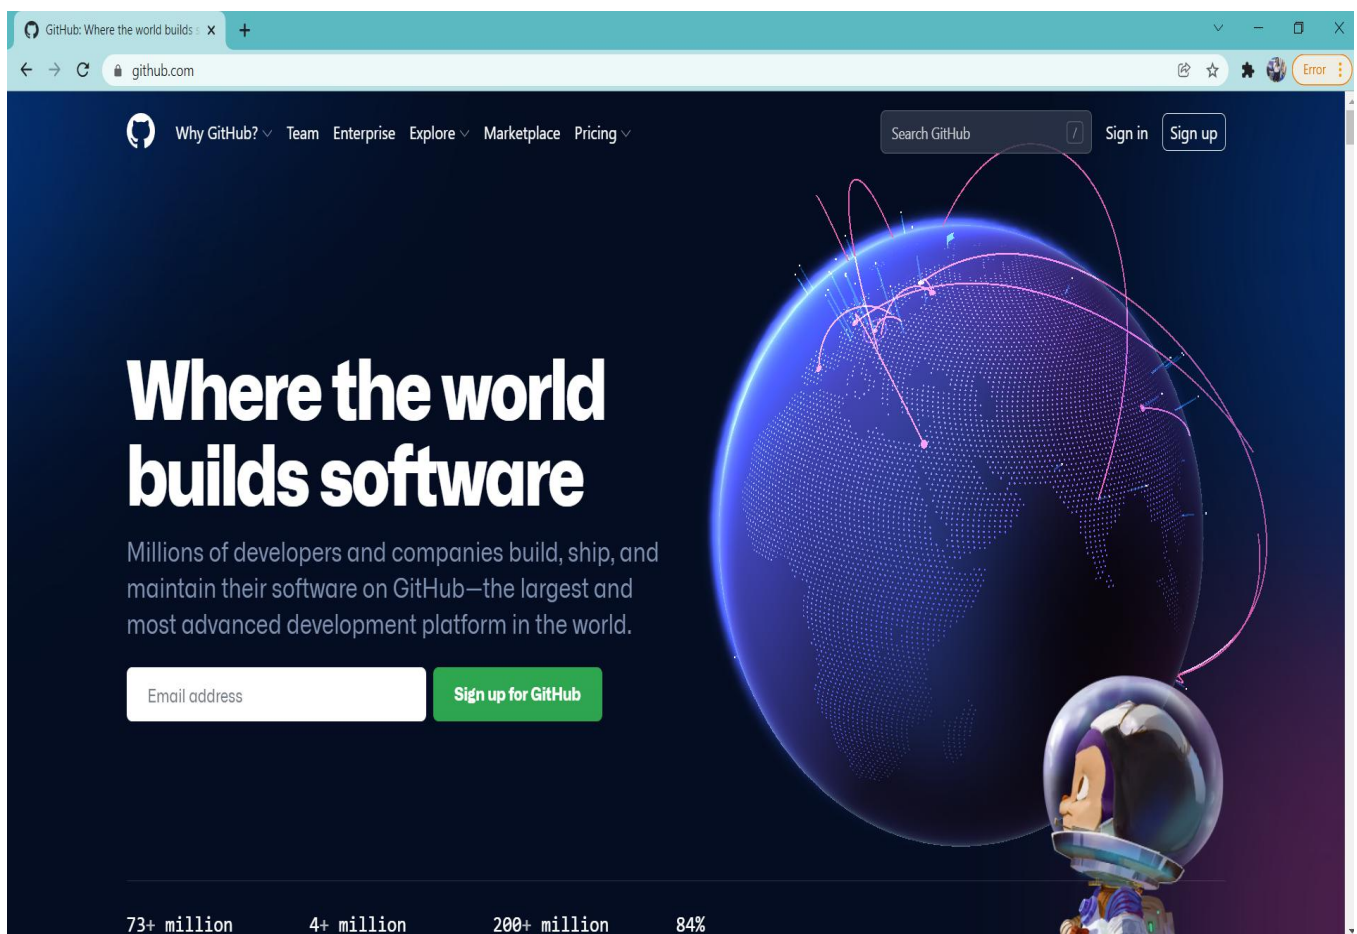 GitHub: Where the world builds s
github.com
Error
Why GitHub? Team Enterprise Explore Marketplace Pricing
Search GitHub /
Sign in Sign up
Where the world
builds software
Millions of developers and companies build, ship, and
maintain their software on GitHub—the largest and
most advanced development platform in the world.
Email address
Sign up for GitHub
73+ million 4+ million 200+ million 84%